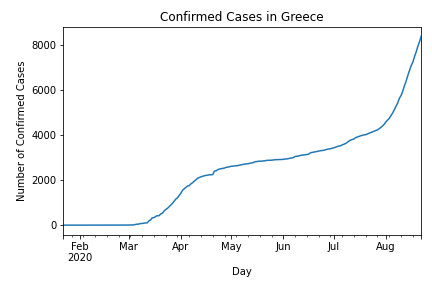 Confirmed Cases in Greece
Number of Confirmed Cases
8000
6000
4000
2000
0
Feb Mar Apr May Jun Jul Aug
2020
Day